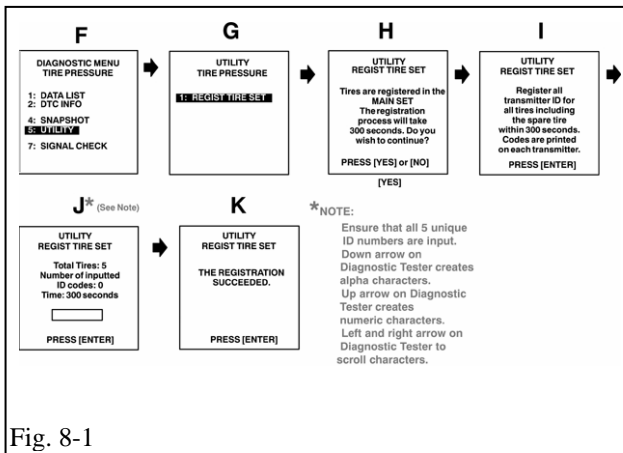 F
DIAGNOSTIC MENU
TIRE PRESSURE
1: DATA LIST
2: DTC INFO
4: SNAPSHOT
5: UTILITY
7: SIGNAL CHECK
G
UTILITY
TIRE PRESSURE
1: REGIST TIRE SET
H
UTILITY
REGIST TIRE SET
Tires are registered in the
MAIN SET
The registration
process will take
300 seconds. Do you
wish to continue?
PRESS [YES] or [NO]
[YES]
I
UTILITY
REGIST TIRE SET
Register all
transmitter ID for
all tires including
the spare tire
within 300 seconds.
Codes are printed
on each transmitter.
PRESS [ENTER]
J* (See Note)
UTILITY
REGIST TIRE SET
Total Tires: 5
Number of inputted
ID codes: 0
Time: 300 seconds
PRESS [ENTER]
K
UTILITY
REGIST TIRE SET
THE REGISTRATION
SUCCEEDED.
PRESS [ENTER]
*NOTE:
Ensure that all 5 unique
ID numbers are input.
Down arrow on
Diagnostic Tester creates
alpha characters.
Up arrow on Diagnostic
Tester creates
numeric characters.
Left and right arrow on
Diagnostic Tester to
scroll characters.
Fig. 8-1